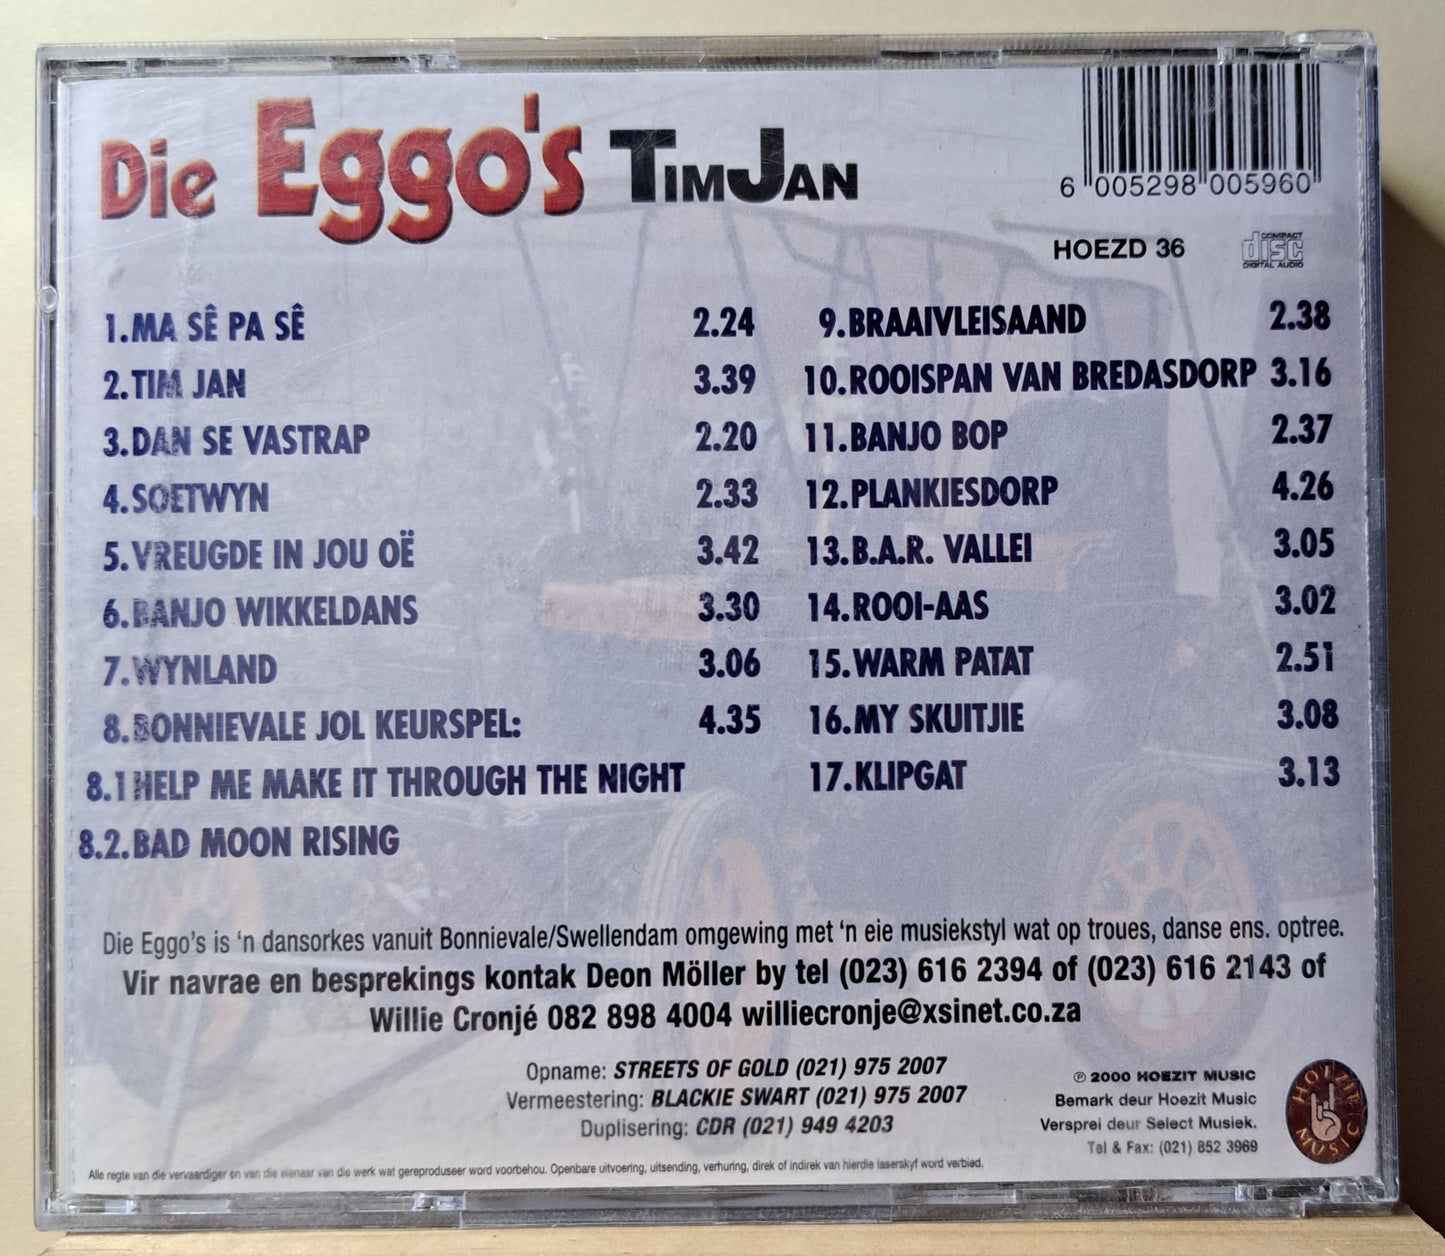 Die Eggo's TIMJAN
6 005298 005960
HOEZD 36
COMPACT
disc
DIGITAL AUDIO
1. MA SÊ PA SÊ 2.24
2. TIM JAN 3.39
3. DAN SE VASTRAP 2.20
4. SOETWYN 2.33
5. VREUGDE IN JOU OË 3.42
6. BANJO WIKKELDANS 3.30
7. WYNLAND 3.06
8. BONNIEVALE JOL KEURSPEL: 4.35
8.1 HELP ME MAKE IT THROUGH THE NIGHT
8.2. BAD MOON RISING
9. BRAAIVLEISAAND 2.38
10. ROOISPAN VAN BREDASDORP 3.16
11. BANJO BOP 2.37
12. PLANKIESDORP 4.26
13. B.A.R. VALLEI 3.05
14. ROOI-AAS 3.02
15. WARM PATAT 2.51
16. MY SKUITJIE 3.08
17. KLIPGAT 3.13
Die Eggo's is 'n dansorkes vanuit Bonnievale/Swellendam omgewing met 'n eie musiekstyl wat op troues, danse ens. optree.
Vir navrae en besprekings kontak Deon Möller by tel (023) 616 2394 of (023) 616 2143 of
Willie Cronjé 082 898 4004 williecronje@xsinet.co.za
Opname: STREETS OF GOLD (021) 975 2007
Vermeestering: BLACKIE SWART (021) 975 2007
Duplisering: CDR (021) 949 4203
℗ 2000 HOEZIT MUSIC
Bemark deur Hoezit Music
Versprei deur Select Musiek.
Tel & Fax: (021) 852 3969
HOEZIT MUSIC
Alle regte van die vervaardiger en van die eienaar van die werk wat gereproduseer word voorbehou. Openbare uitvoering, uitsending, verhuring, direk of indirek van hierdie laserskyf word verbied.